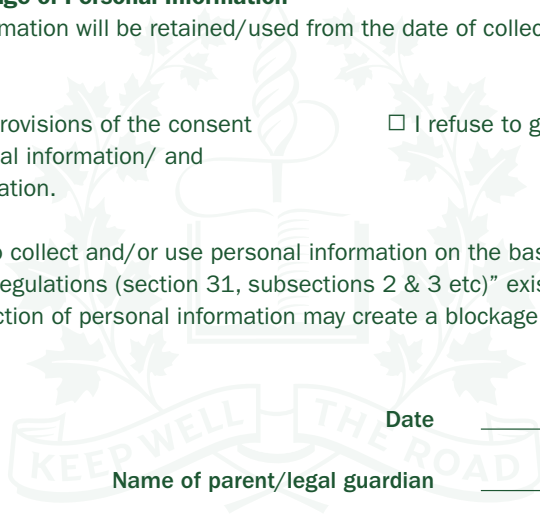 ge of Personal Information
mation will be retained/used from the date of collec
rovisions of the consent
☐ I refuse to g
al information/ and
ation.
o collect and/or use personal information on the bas
egulations (section 31, subsections 2 & 3 etc)” exis
ction of personal information may create a blockage
Date
KEEP WELL THE ROAD
Name of parent/legal guardian